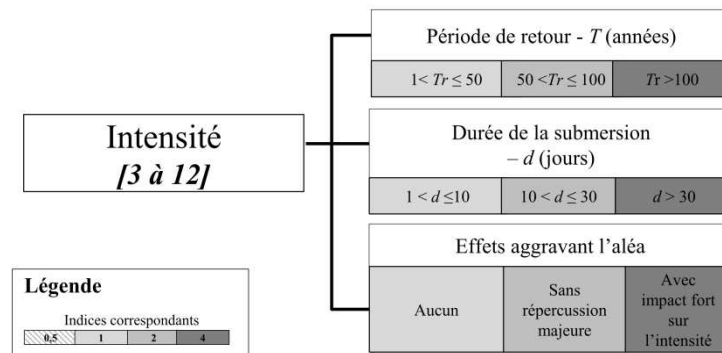 Période de retour - T (années)
1< Tr ≤ 50
50 <Tr ≤ 100
Tr >100
Intensité
[3 à 12]
Durée de la submersion
– d (jours)
1 < d ≤10
10 < d ≤ 30
d > 30
Effets aggravant l’aléa
Aucun
Sans
répercussion
majeure
Avec
impact fort
sur
l’intensité
Légende
Indices correspondants
0,5
1
2
4